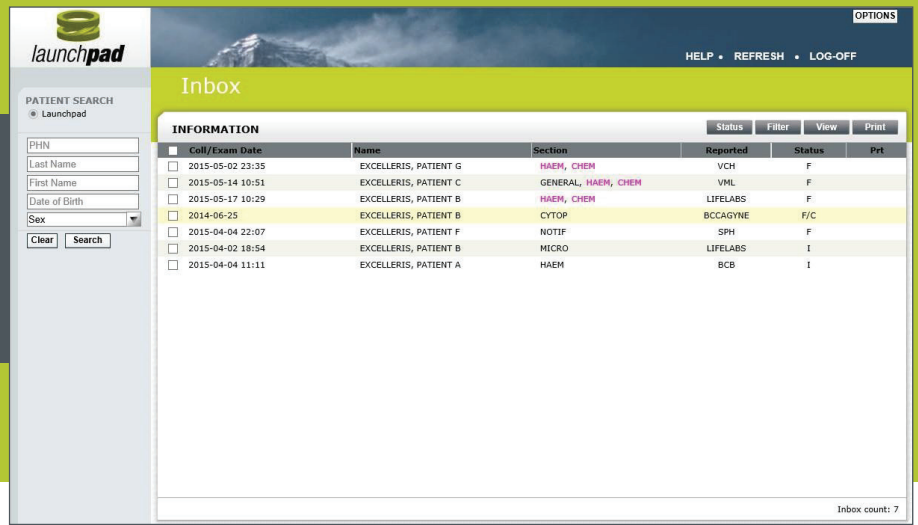 OPTIONS
launchpad
HELP • REFRESH • LOG-OFF
Inbox
PATIENT SEARCH
Launchpad
PHN
Last Name
First Name
Date of Birth
Sex
Clear Search
INFORMATION Status Filter View Print
Coll/Exam Date Name Section Reported Status Prt
2015-05-02 23:35 EXCELLERIS, PATIENT G HAEM, CHEM VCH F
2015-05-14 10:51 EXCELLERIS, PATIENT C GENERAL, HAEM, CHEM VML F
2015-05-17 10:29 EXCELLERIS, PATIENT B HAEM, CHEM LIFELABS F
2014-06-25 EXCELLERIS, PATIENT B CYTOP BCCAGYNE F/C
2015-04-04 22:07 EXCELLERIS, PATIENT F NOTIF SPH F
2015-04-02 18:54 EXCELLERIS, PATIENT B MICRO LIFELABS I
2015-04-04 11:11 EXCELLERIS, PATIENT A HAEM BCB I
Inbox count: 7